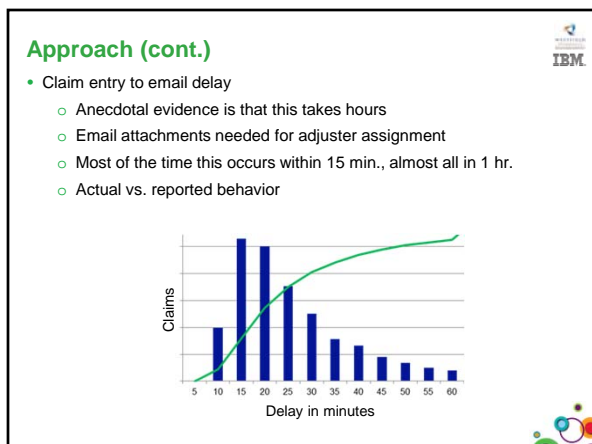 Approach (cont.)
IBM
• Claim entry to email delay
o Anecdotal evidence is that this takes hours
o Email attachments needed for adjuster assignment
o Most of the time this occurs within 15 min., almost all in 1 hr.
o Actual vs. reported behavior
Claims
5 10 15 20 25 30 35 40 45 50 55 60
Delay in minutes